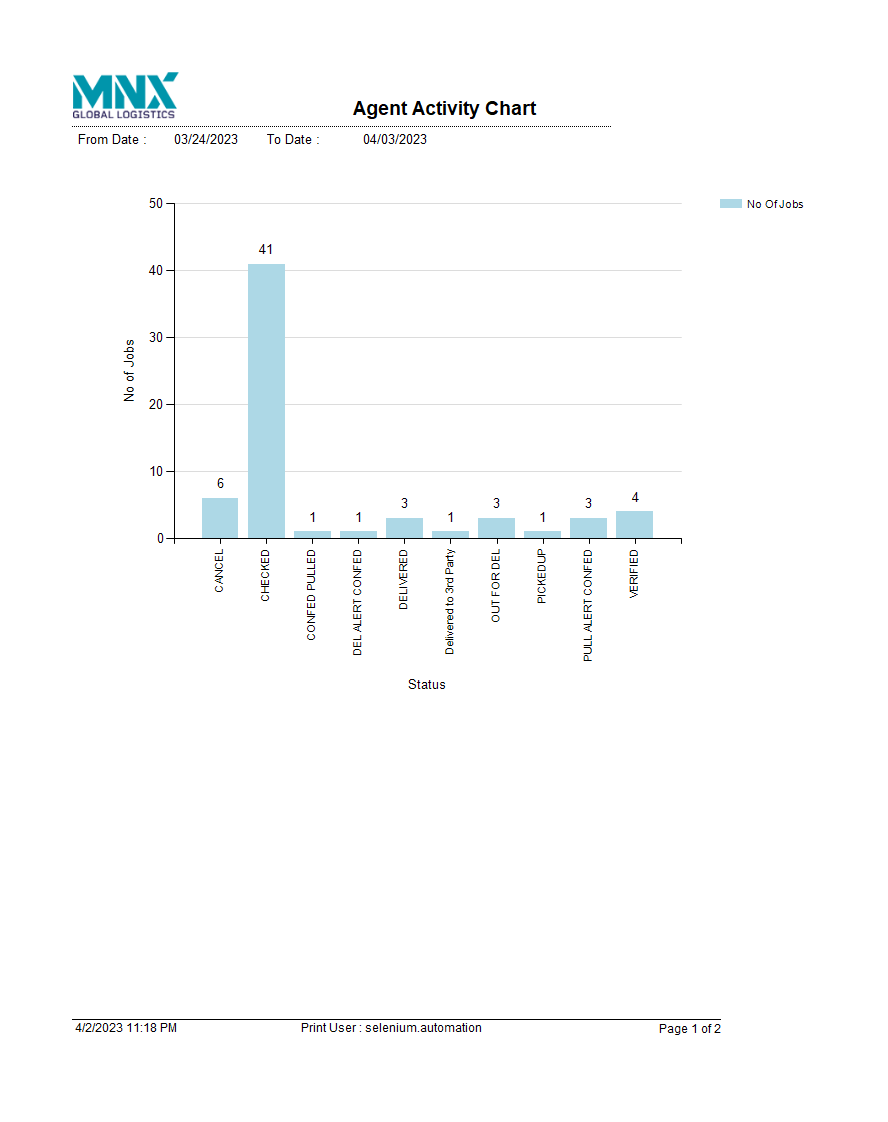 MNX
GLOBAL LOGISTICS
Agent Activity Chart
From Date : 03/24/2023 To Date : 04/03/2023
No Of Jobs
50
40
30
20
10
0
No of Jobs
6
41
1
1
3
1
3
1
3
4
CANCEL
CHECKED
CONFED PULLED
DEL ALERT CONFED
DELIVERED
Delivered to 3rd Party
OUT FOR DEL
PICKEDUP
PULL ALERT CONFED
VERIFIED
Status
4/2/2023 11:18 PM Print User : selenium.automation Page 1 of 2